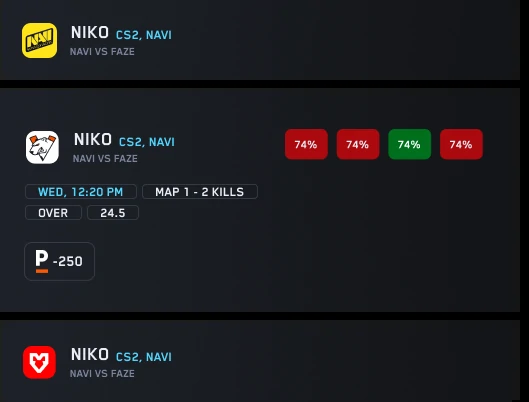 NAVI
NIKO CS2, NAVI
NAVI VS FAZE
NIKO CS2, NAVI
NAVI VS FAZE
74% 74% 74% 74%
WED, 12:20 PM MAP 1 - 2 KILLS
OVER 24.5
P -250
NIKO CS2, NAVI
NAVI VS FAZE